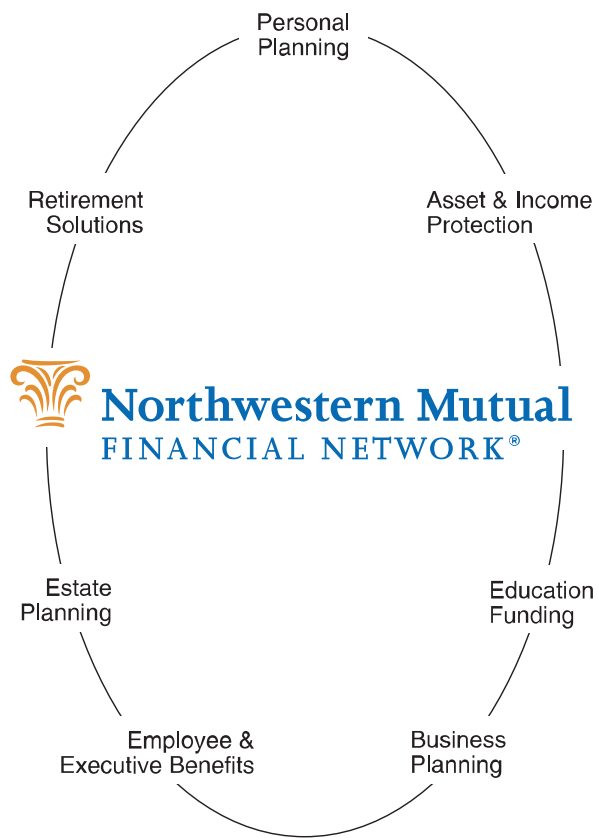 Personal
Planning
Retirement
Solutions
Asset & Income
Protection
Northwestern Mutual
FINANCIAL NETWORK®
Estate
Planning
Education
Funding
Employee &
Executive Benefits
Business
Planning